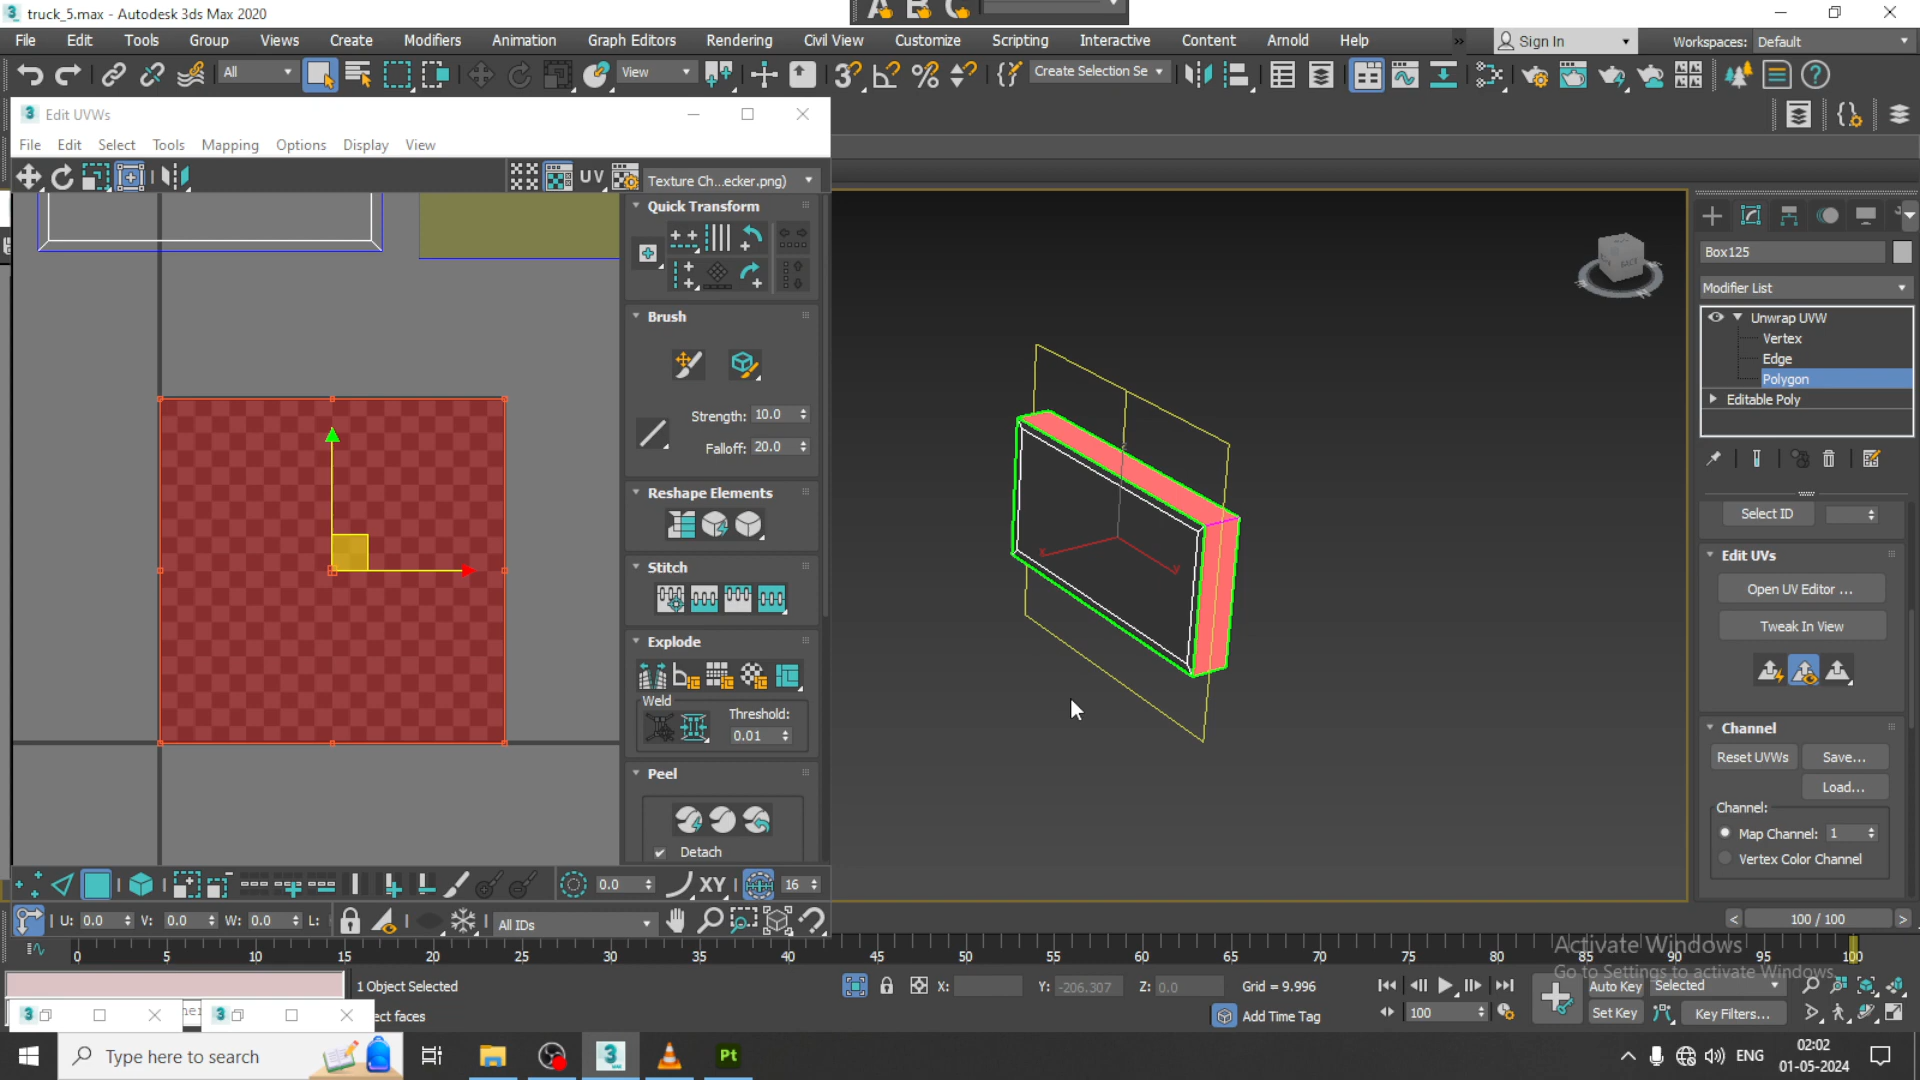 truck_5.max - Autodesk 3ds Max 2020
File Edit Tools Group Views Create Modifiers Animation Graph Editors Rendering Civil View Customize Scripting Interactive Content Arnold Help
Sign In
Workspaces: Default
All
View
Create Selection Se
Edit UVWs
File Edit Select Tools Mapping Options Display View
UV
Texture Ch...ecker.png)
Quick Transform
Brush
Strength: 10.0
Falloff: 20.0
Reshape Elements
Stitch
Explode
Weld
Threshold:
0.01
Peel
Detach
0.0
XY
16
U: 0.0 V: 0.0 W: 0.0 L:
All IDs
x
y
Box125
Modifier List
Unwrap UVW
Vertex
Edge
Polygon
Editable Poly
Select ID
Edit UVs
Open UV Editor ...
Tweak In View
Channel
Reset UVWs Save...
Load...
Channel:
Map Channel: 1
Vertex Color Channel
< 100 / 100 >
0 5 10 15 20 25 30 35 40 45 50 55 60 65 70 75 80 85 90 95 100
Activate Windows
Go to Settings to activate Windows.
1 Object Selected
ect faces
X: Y: -206.307 Z: 0.0 Grid = 9.996
Add Time Tag
100
Auto Key Selected
Set Key Key Filters...
Type here to search
Pt
ENG
02:02
01-05-2024